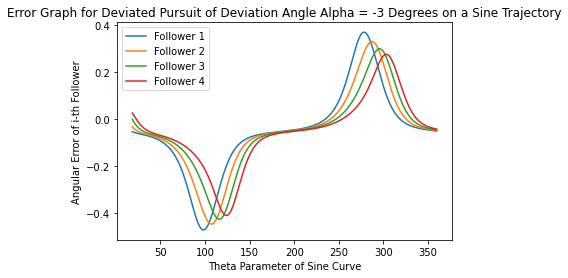 Error Graph for Deviated Pursuit of Deviation Angle Alpha = -3 Degrees on a Sine Trajectory
Follower 1
Follower 2
Follower 3
Follower 4
Angular Error of i-th Follower
0.4
0.2
0.0
−0.2
−0.4
50
100
150
200
250
300
350
Theta Parameter of Sine Curve